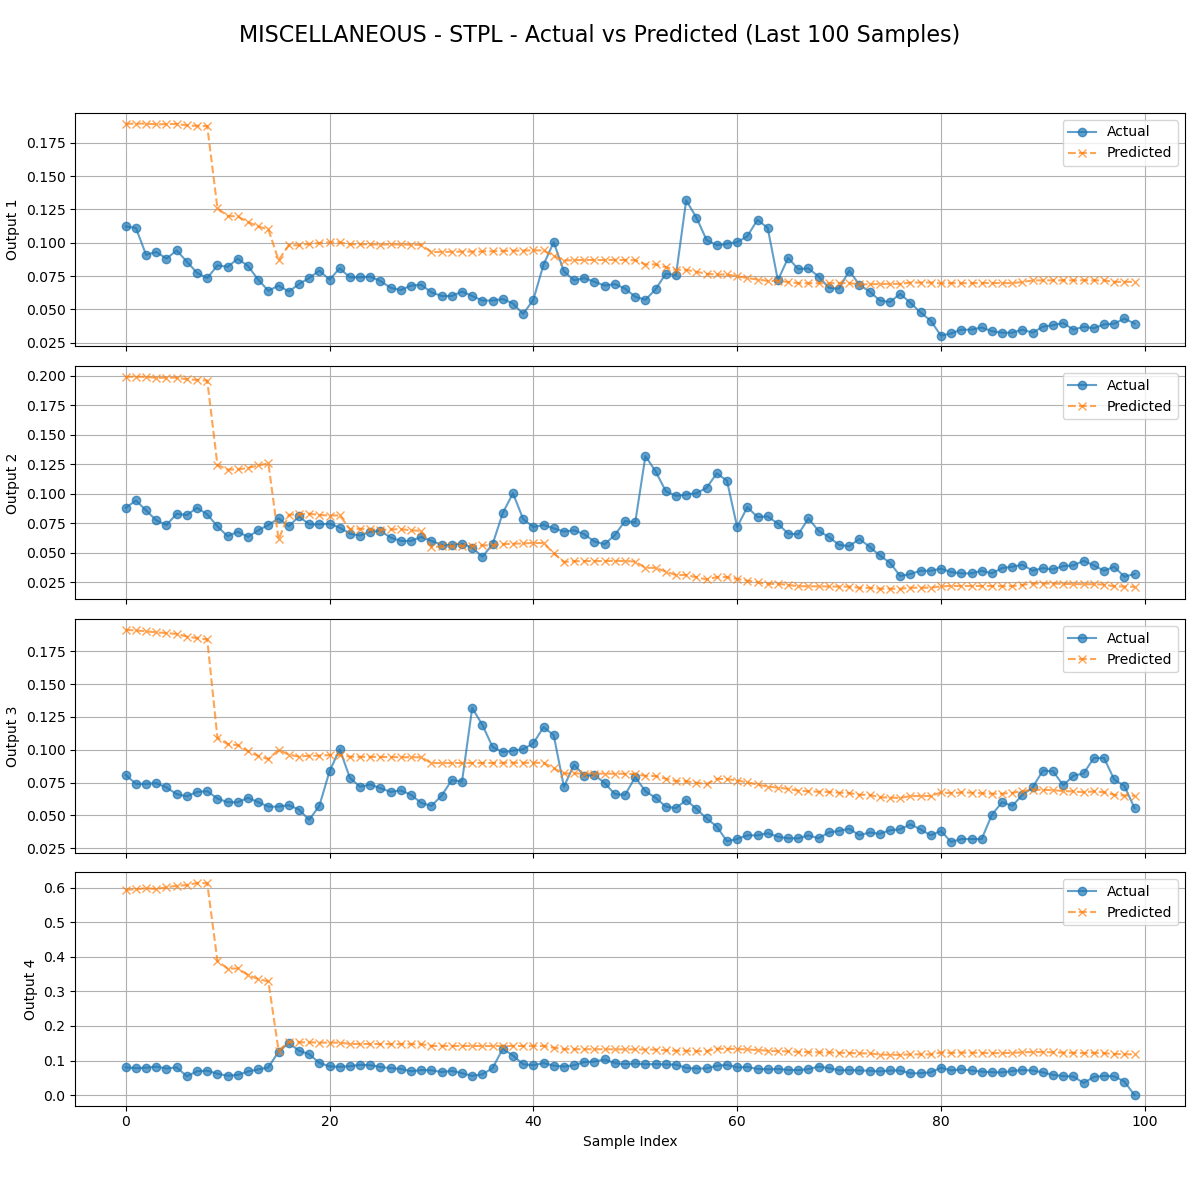 MISCELLANEOUS - STPL - Actual vs Predicted (Last 100 Samples)
Output 1
0.175
0.150
0.125
0.100
0.075
0.050
0.025
Actual
Predicted
Output 2
0.200
0.175
0.150
0.125
0.100
0.075
0.050
0.025
Actual
Predicted
Output 3
0.175
0.150
0.125
0.100
0.075
0.050
0.025
Actual
Predicted
Output 4
0.6
0.5
0.4
0.3
0.2
0.1
0.0
Actual
Predicted
0 20 40 60 80 100
Sample Index